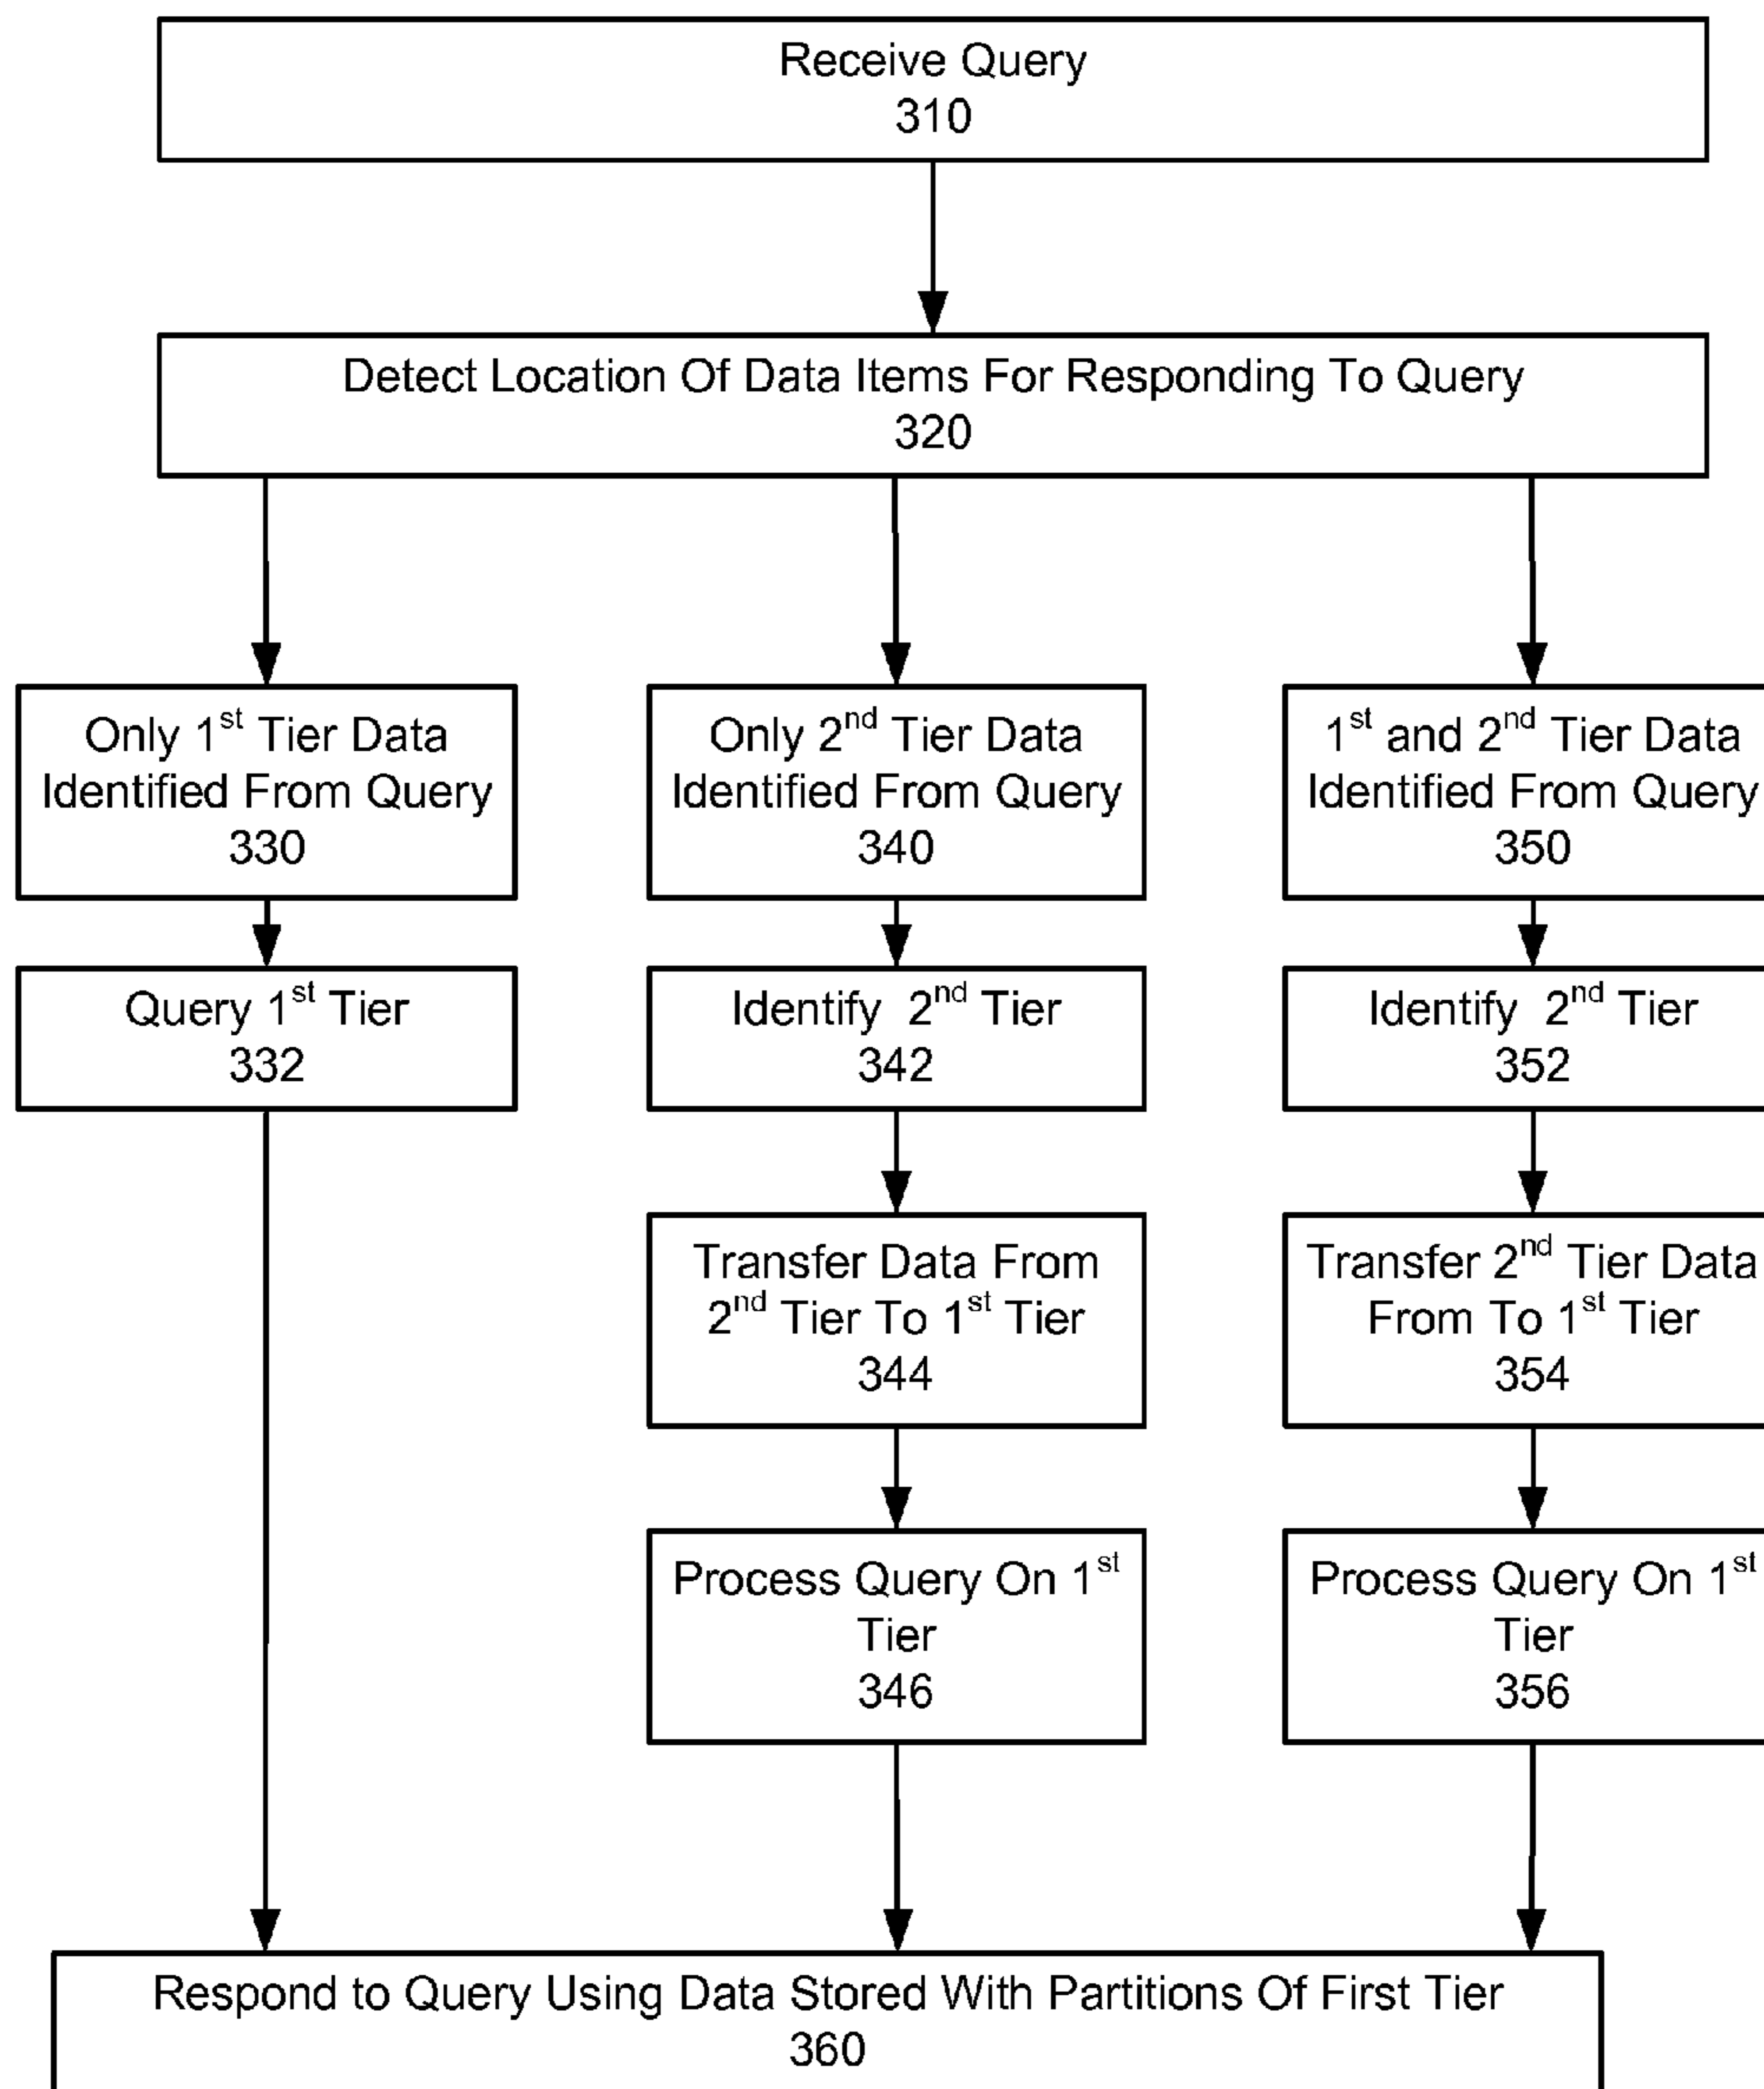 Receive Query
310
Detect Location Of Data Items For Responding To Query
320
Only 1st Tier Data
Identified From Query
330
Only 2nd Tier Data
Identified From Query
340
1st and 2nd Tier Data
Identified From Query
350
Query 1st Tier
332
Identify 2nd Tier
342
Identify 2nd Tier
352
Transfer Data From
2nd Tier To 1st Tier
344
Transfer 2nd Tier Data
From To 1st Tier
354
Process Query On 1st
Tier
346
Process Query On 1st
Tier
356
Respond to Query Using Data Stored With Partitions Of First Tier
360